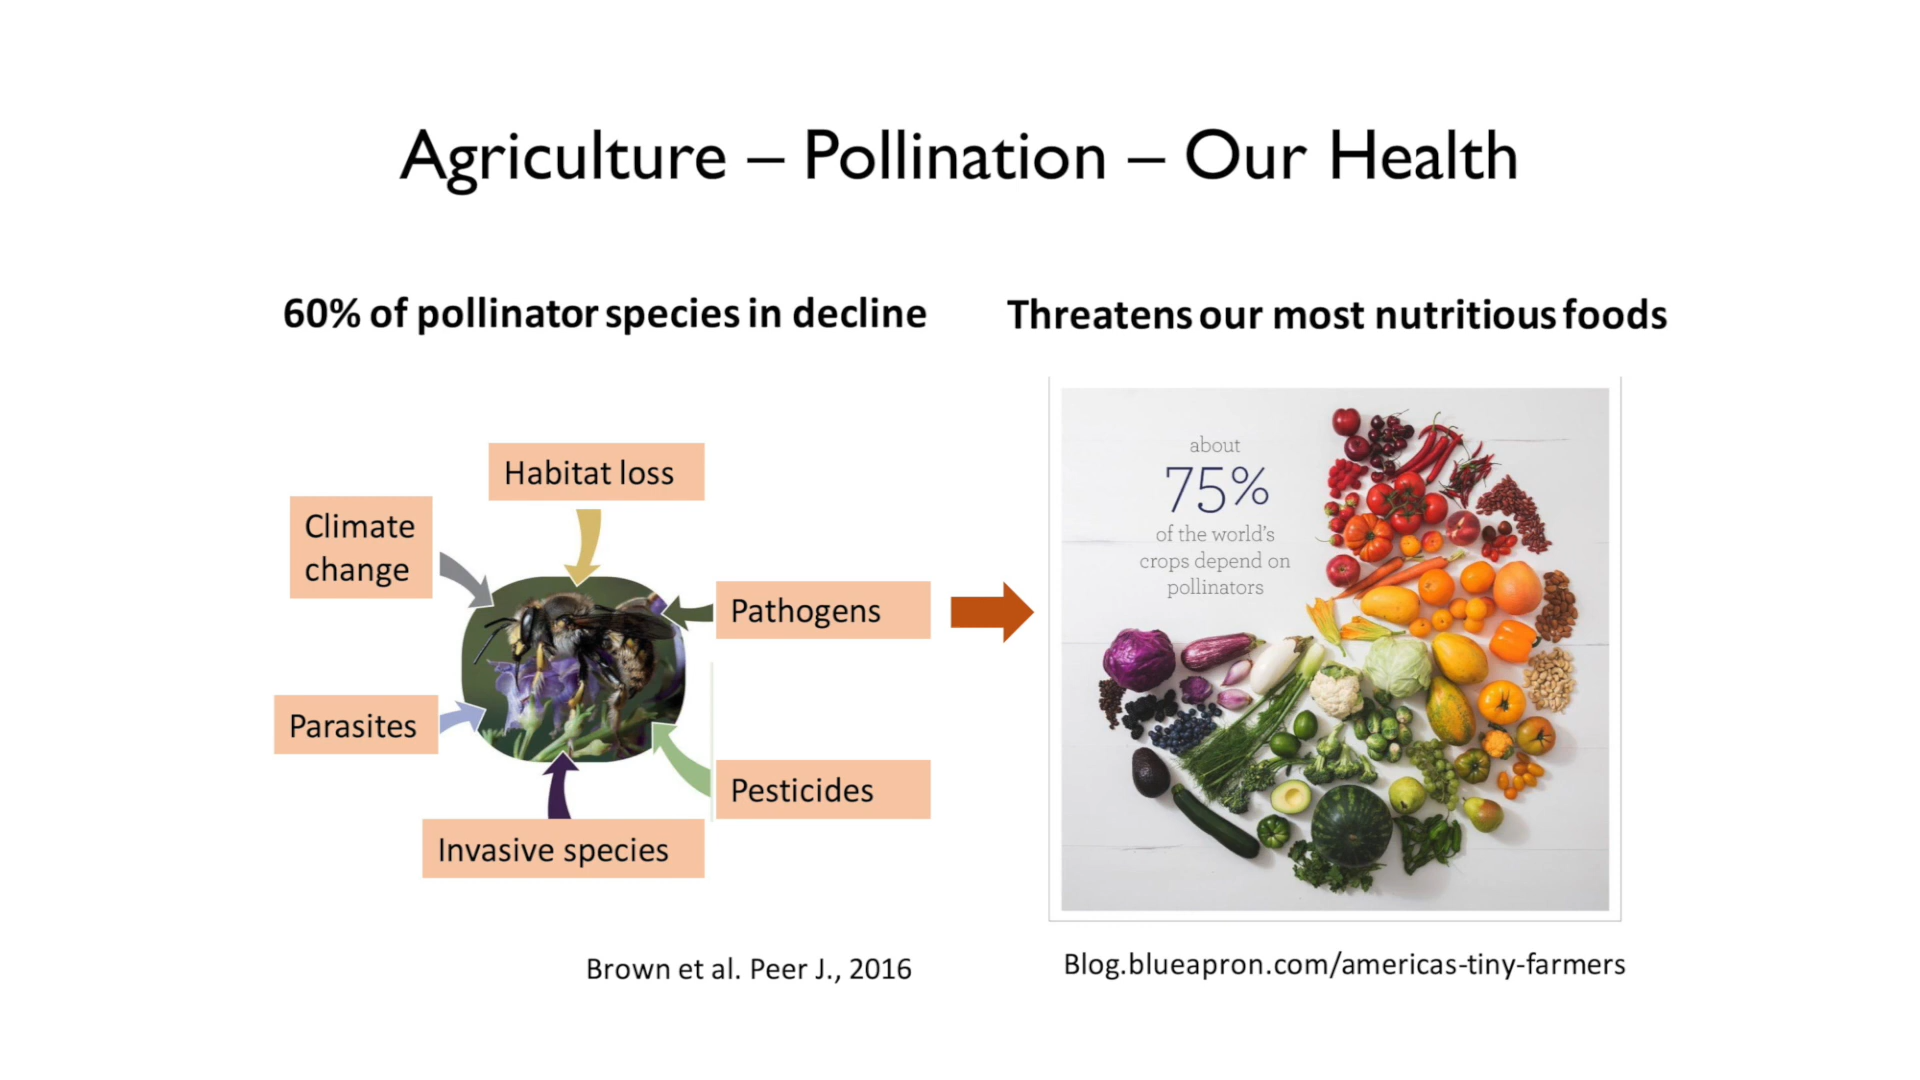 Agriculture – Pollination – Our Health
60% of pollinator species in decline
Threatens our most nutritious foods
Habitat loss
Climate
change
Pathogens
Parasites
Pesticides
Invasive species
about
75%
of the world's
crops depend on
pollinators
Brown et al. Peer J., 2016
Blog.blueapron.com/americas-tiny-farmers